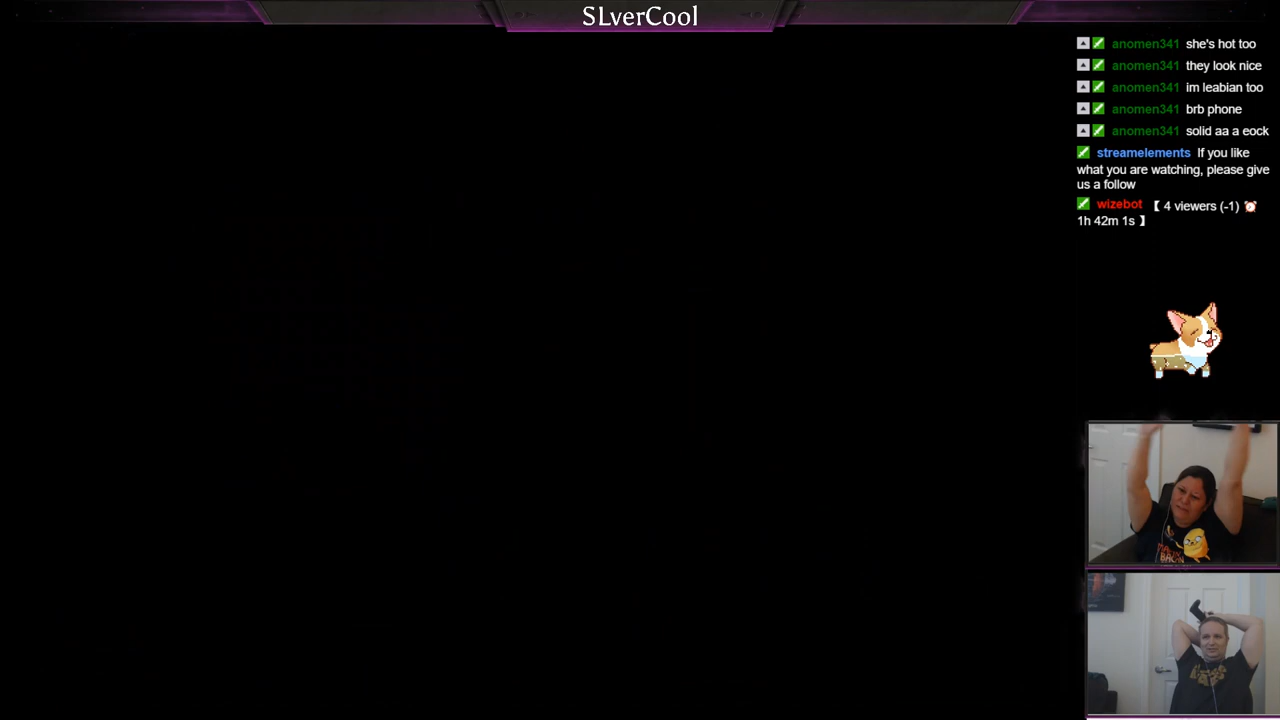 SLverCool
anomen341 she's hot too
anomen341 they look nice
anomen341 im leabian too
anomen341 brb phone
anomen341 solid aa a eock
streamelements If you like
what you are watching, please give
us a follow
wizebot 【 4 viewers (-1) ⏰
1h 42m 1s 】
BACON